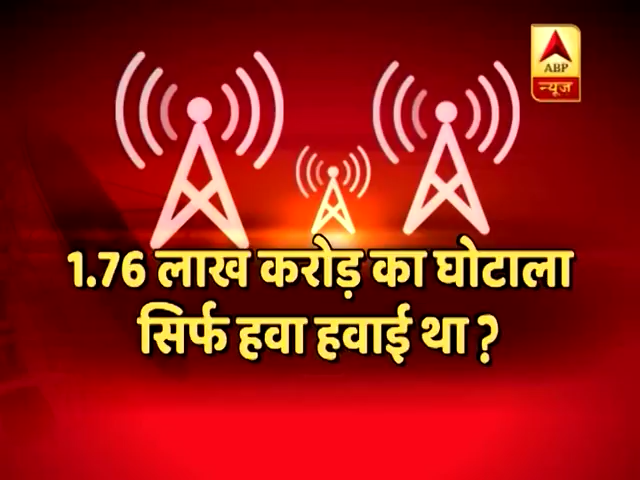 ABP
न्यूज़
1.76 लाख करोड़ का घोटाला
सिर्फ हवा हवाई था ?